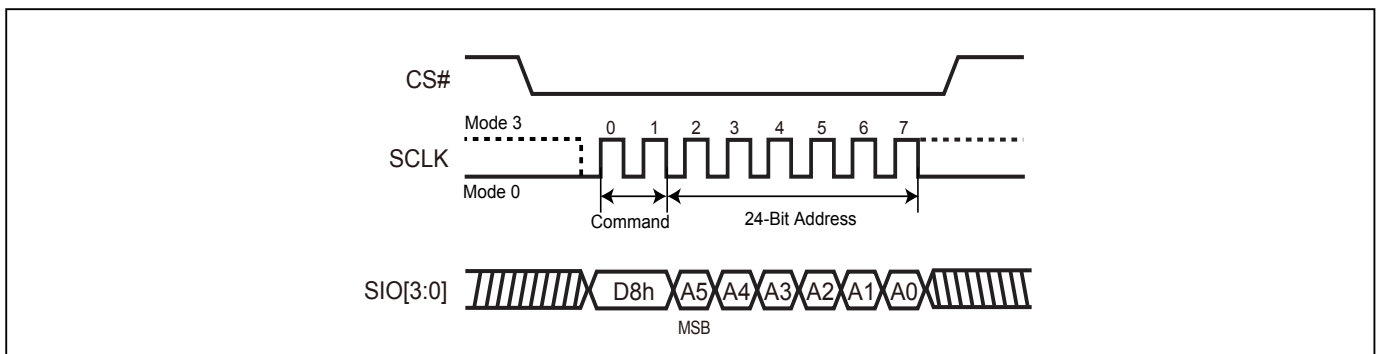 CS#
Mode 3
0 1 2 3 4 5 6 7
SCLK
Mode 0
Command
24-Bit Address
SIO[3:0]
D8h A5 A4 A3 A2 A1 A0
MSB